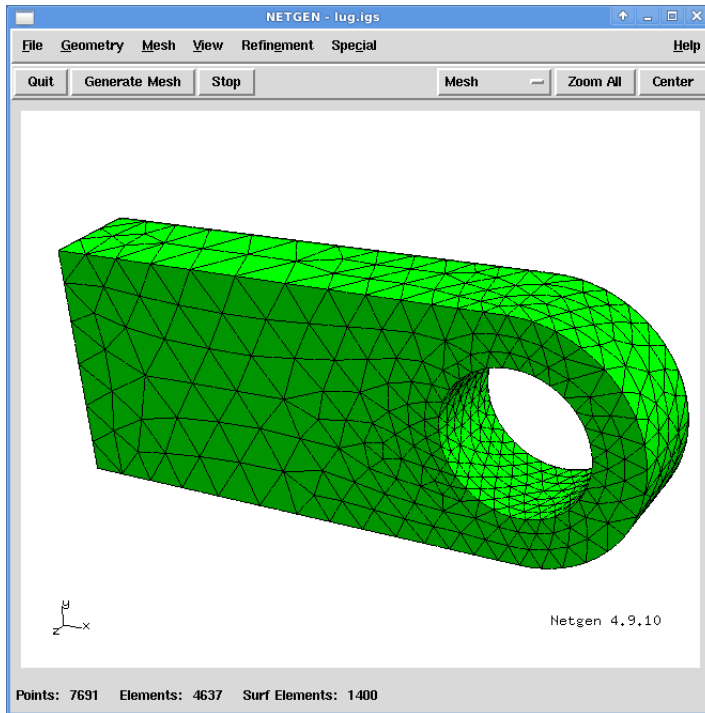 NETGEN - lug.igs
File Geometry Mesh View Refinement Special Help
Quit Generate Mesh Stop Mesh Zoom All Center
y
z x
Netgen 4.9.10
Points: 7691 Elements: 4637 Surf Elements: 1400